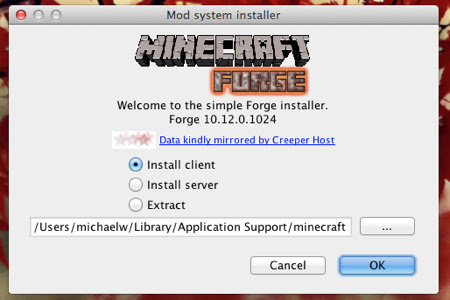 Mod system installer
MINECRAFT
FORGE
Welcome to the simple Forge installer.
Forge 10.12.0.1024
Data kindly mirrored by Creeper Host
Install client
Install server
Extract
/Users/michaelw/Library/Application Support/minecraft
...
Cancel
OK